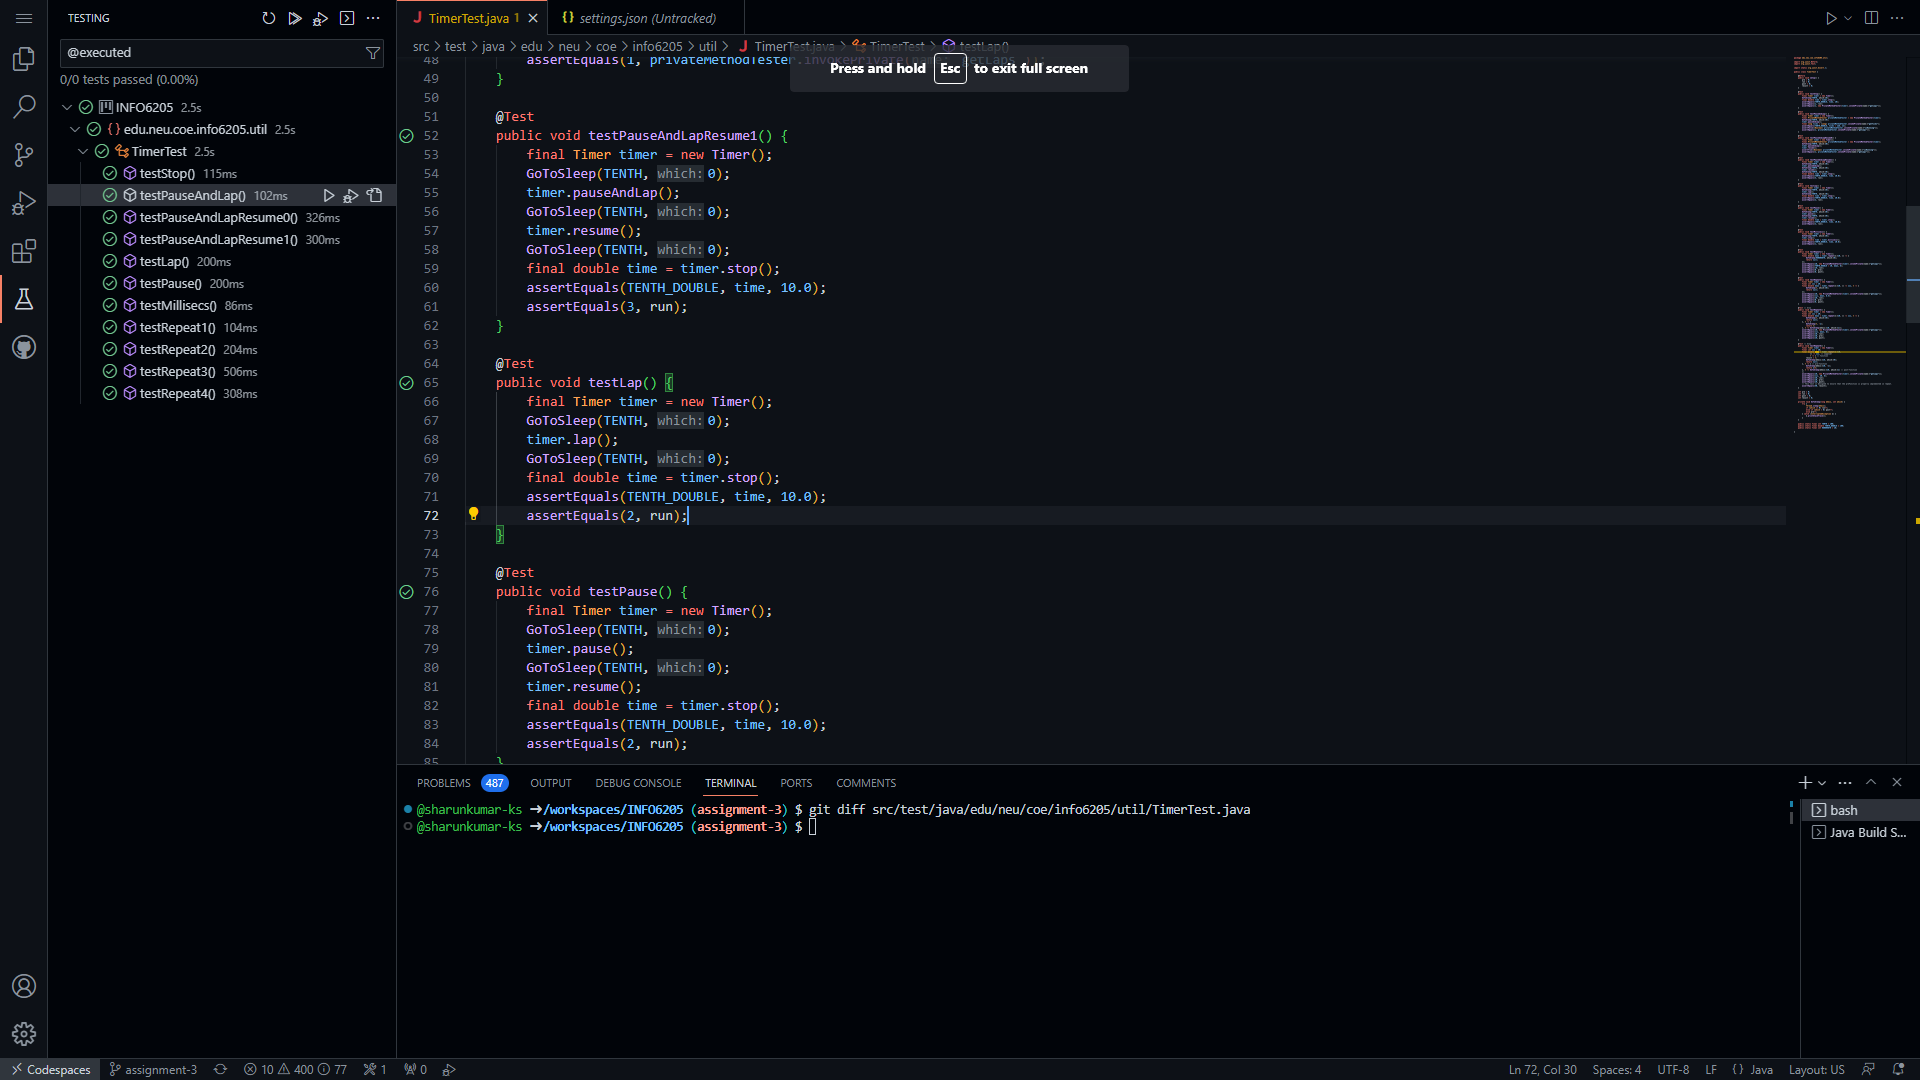 TESTING
@executed
0/0 tests passed (0.00%)
INFO6205 2.5s
{} edu.neu.coe.info6205.util 2.5s
TimerTest 2.5s
testStop() 115ms
testPauseAndLap() 102ms
testPauseAndLapResume0() 326ms
testPauseAndLapResume1() 300ms
testLap() 200ms
testPause() 200ms
testMillisecs() 86ms
testRepeat1() 104ms
testRepeat2() 204ms
testRepeat3() 506ms
testRepeat4() 308ms
J TimerTest.java 1
{} settings.json (Untracked)
src > test > java > edu > neu > coe > info6205 > util > J TimerTest.java > TimerTest > testLap()
Press and hold Esc to exit full screen
48 assertEquals(1, privateMethodTester.invokePrivate(
49 }
50
51 @Test
52 public void testPauseAndLapResume1() {
53 final Timer timer = new Timer();
54 GoToSleep(TENTH, which: 0);
55 timer.pauseAndLap();
56 GoToSleep(TENTH, which: 0);
57 timer.resume();
58 GoToSleep(TENTH, which: 0);
59 final double time = timer.stop();
60 assertEquals(TENTH_DOUBLE, time, 10.0);
61 assertEquals(3, run);
62 }
63
64 @Test
65 public void testLap() {
66 final Timer timer = new Timer();
67 GoToSleep(TENTH, which: 0);
68 timer.lap();
69 GoToSleep(TENTH, which: 0);
70 final double time = timer.stop();
71 assertEquals(TENTH_DOUBLE, time, 10.0);
72 assertEquals(2, run);
73 }
74
75 @Test
76 public void testPause() {
77 final Timer timer = new Timer();
78 GoToSleep(TENTH, which: 0);
79 timer.pause();
80 GoToSleep(TENTH, which: 0);
81 timer.resume();
82 final double time = timer.stop();
83 assertEquals(TENTH_DOUBLE, time, 10.0);
84 assertEquals(2, run);
85 }
PROBLEMS 487 OUTPUT DEBUG CONSOLE TERMINAL PORTS COMMENTS
@sharunkumar-ks ➜/workspaces/INFO6205 (assignment-3) $ git diff src/test/java/edu/neu/coe/info6205/util/TimerTest.java
@sharunkumar-ks ➜/workspaces/INFO6205 (assignment-3) $
bash
Java Build S...
Codespaces assignment-3 10 400 77 1 0
Ln 72, Col 30 Spaces: 4 UTF-8 LF {} Java Layout: US